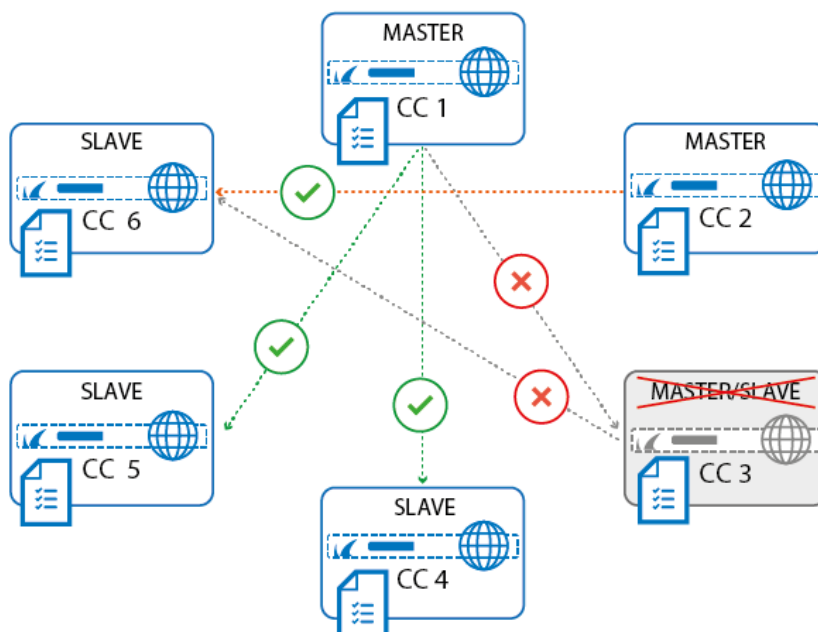 MASTER
CC 1
SLAVE
CC 6
MASTER
CC 2
SLAVE
CC 5
MASTER/SLAVE
CC 3
SLAVE
CC 4